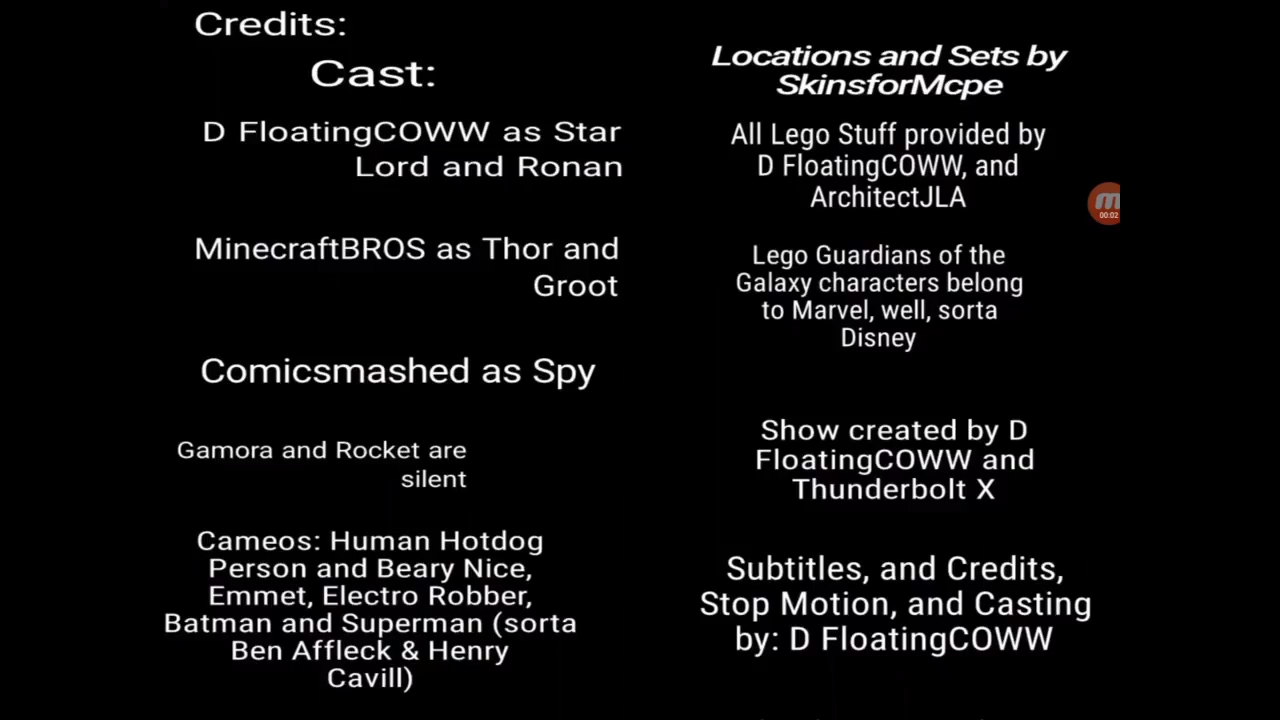 Credits:
Cast:
D FloatingCOWW as Star
Lord and Ronan
MinecraftBROS as Thor and
Groot
Comicsmashed as Spy
Gamora and Rocket are
silent
Cameos: Human Hotdog
Person and Beary Nice,
Emmet, Electro Robber,
Batman and Superman (sorta
Ben Affleck & Henry
Cavill)
Locations and Sets by
SkinsforMcpe
All Lego Stuff provided by
D FloatingCOWW, and
ArchitectJLA
Lego Guardians of the
Galaxy characters belong
to Marvel, well, sorta
Disney
Show created by D
FloatingCOWW and
Thunderbolt X
Subtitles, and Credits,
Stop Motion, and Casting
by: D FloatingCOWW
00:02